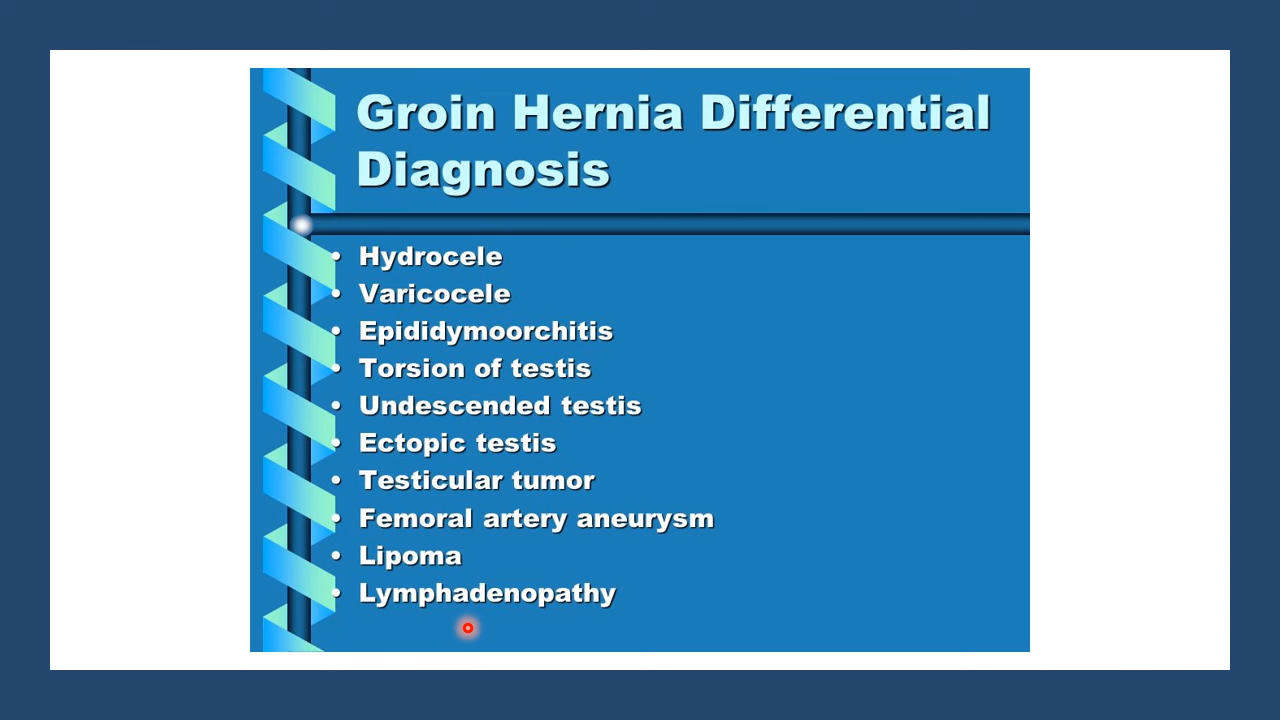 Groin Hernia Differential
Diagnosis
• Hydrocele
• Varicocele
• Epididymoorchitis
• Torsion of testis
• Undescended testis
• Ectopic testis
• Testicular tumor
• Femoral artery aneurysm
• Lipoma
• Lymphadenopathy